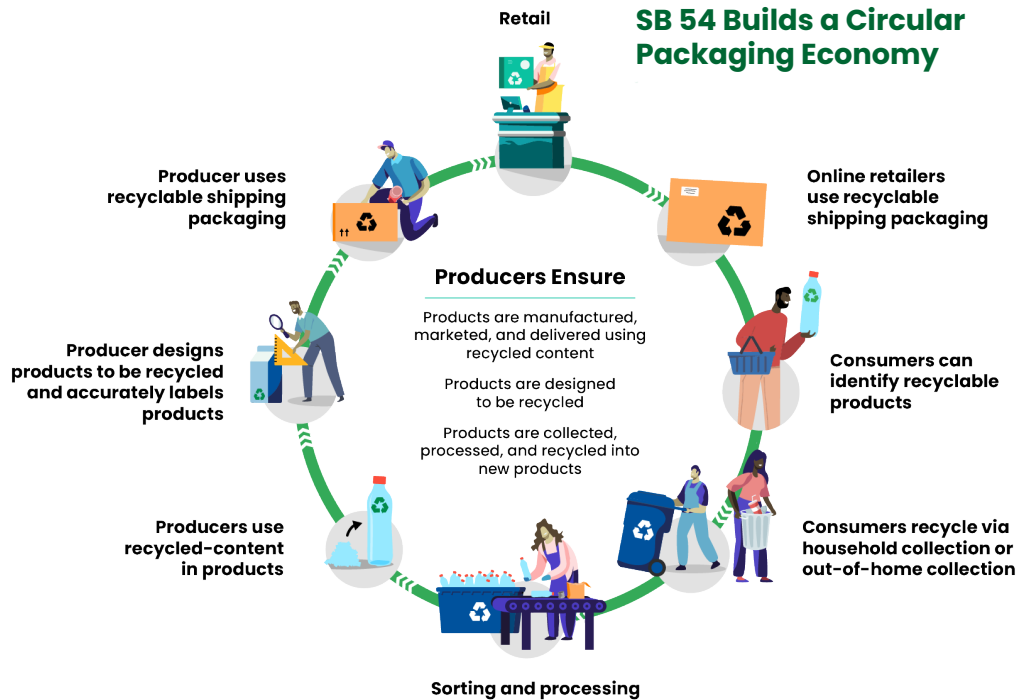 Retail
SB 54 Builds a Circular
Packaging Economy
Producer uses
recyclable shipping
packaging
Online retailers
use recyclable
shipping packaging
Producers Ensure
Products are manufactured,
marketed, and delivered using
recycled content
Products are designed
to be recycled
Products are collected,
processed, and recycled into
new products
Producer designs
products to be recycled
and accurately labels
products
Consumers can
identify recyclable
products
Producers use
recycled-content
in products
Consumers recycle via
household collection or
out-of-home collection
Sorting and processing